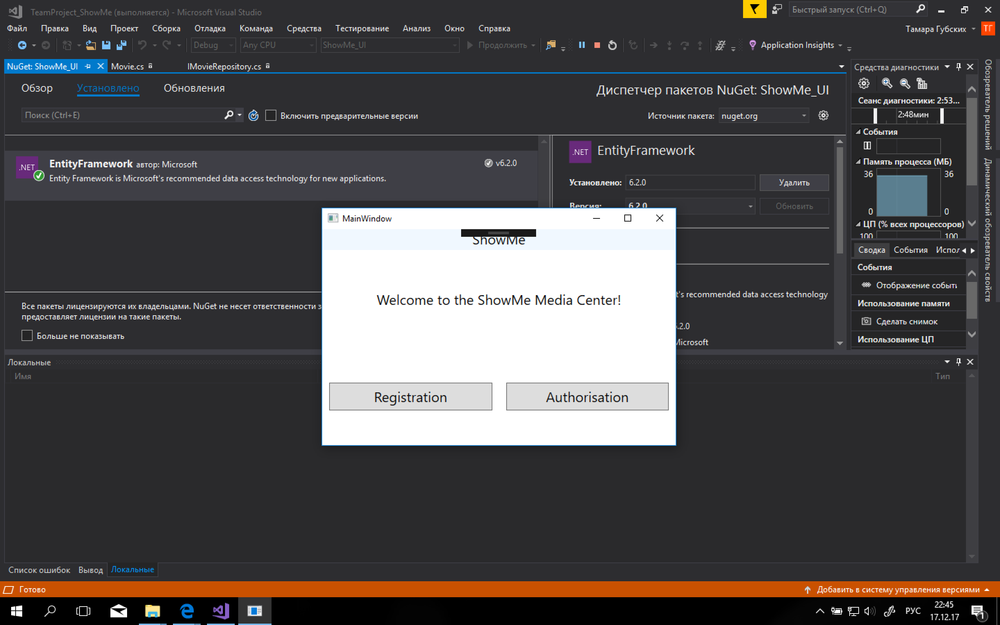 TeamProject_ShowMe (выполняется) - Microsoft Visual Studio
Быстрый запуск (Ctrl+Q)
Файл Правка Вид Проект Сборка Отладка Команда Средства Тестирование Анализ Окно Справка
Тамара Губских ТГ
Debug Any CPU ShowMe_UI Продолжить Application Insights
NuGet: ShowMe_UI Movie.cs IMovieRepository.cs
Обзор Установлено Обновления
Диспетчер пакетов NuGet: ShowMe_UI
Поиск (Ctrl+E) Включить предварительные версии
Источник пакета: nuget.org
.NET EntityFramework автор: Microsoft v6.2.0
Entity Framework is Microsoft's recommended data access technology for new applications.
.NET EntityFramework
Установлено: 6.2.0 Удалить
Версия: 6.2.0 Обновить
t's recommended data access technology
.2.0
Microsoft
Все пакеты лицензируются их владельцами. NuGet не несет ответственности з
предоставляет лицензии на такие пакеты.
Больше не показывать
MainWindow
ShowMe
Welcome to the ShowMe Media Center!
Registration Authorisation
Средства диагностики
Сеанс диагностики: 2:53...
2:48мин
События
Память процесса (МБ)
36 36
0 0
ЦП (% всех процессоров)
100 100
Сводка События Испол
События
Отображение событи
Использование памяти
Сделать снимок
Использование ЦП
Обозреватель решений
Динамический обозреватель свойств
Локальные
Имя Тип
Список ошибок Вывод Локальные
Готово
Добавить в систему управления версиями
РУС
22:45
17.12.17
1